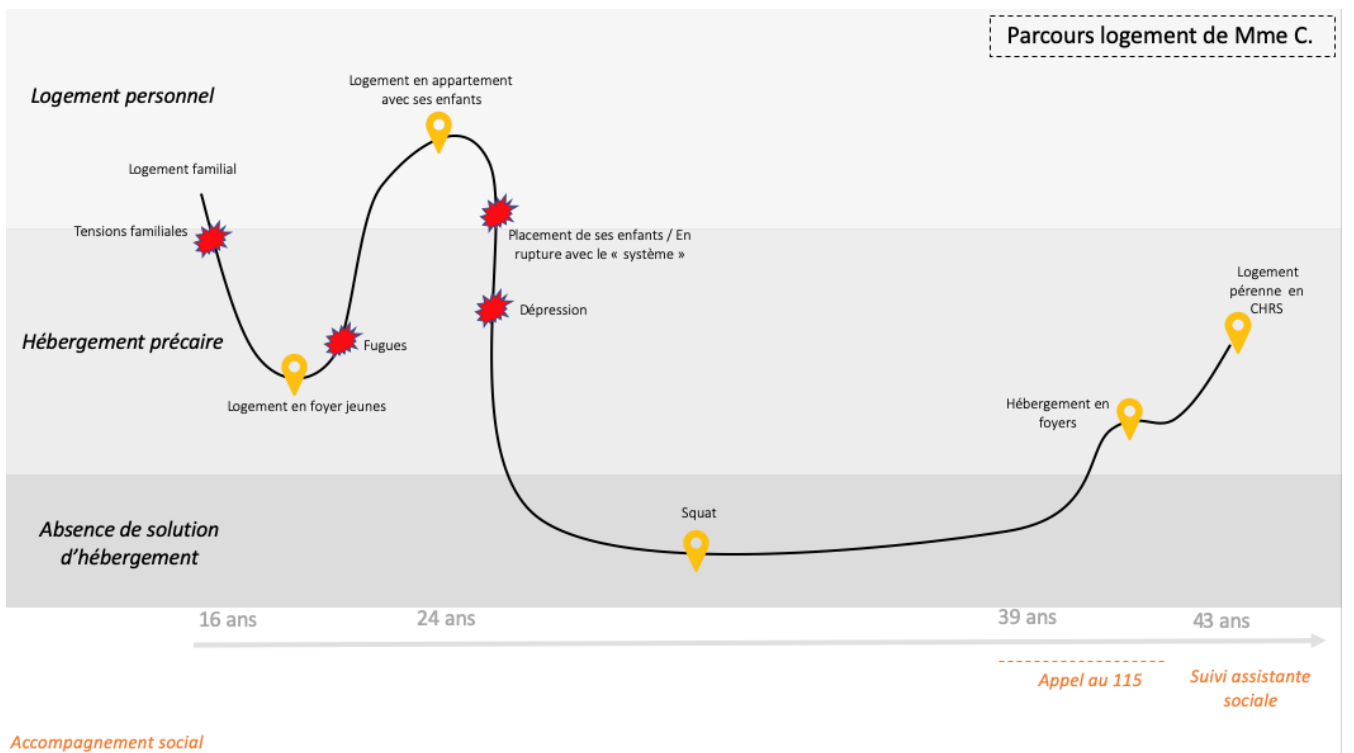 Parcours logement de Mme C.
Logement personnel
Logement en appartement
avec ses enfants
Logement familial
Tensions familiales
Placement de ses enfants / En
rupture avec le « système »
Dépression
Hébergement précaire
Fugues
Logement en foyer jeunes
Logement
pérenne en
CHRS
Hébergement en
foyers
Absence de solution
d’hébergement
Squat
16 ans
24 ans
39 ans
43 ans
Appel au 115
Suivi assistante
sociale
Accompagnement social